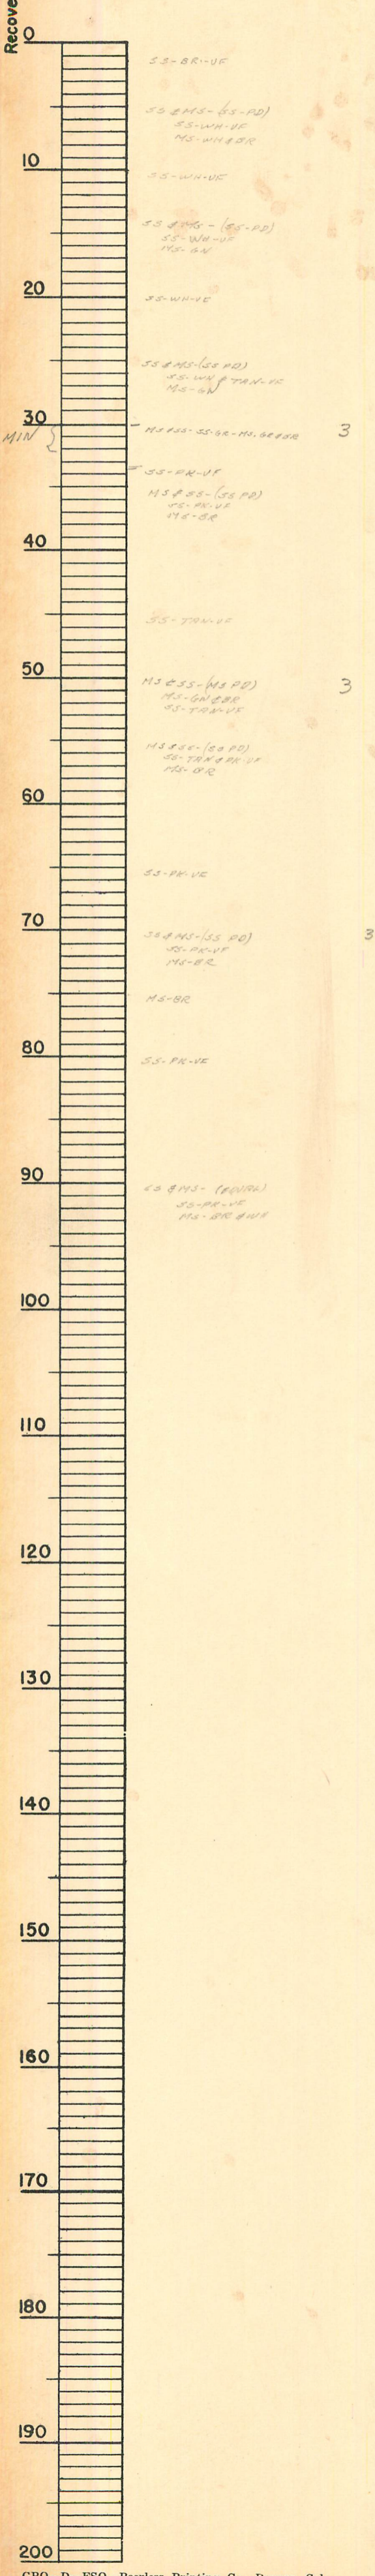 Recove
0
SS-BR-VF
SS & MS-(SS-PD)
SS-WH-VF
MS-WH & BR
10
SS-WH-VF
SS & MS-(SS-PD)
SS-WH-VF
MS-GN
20
SS-WH-VF
SS & MS-(SS PD)
SS-WH & TAN-VF
MS-GN
30
MIN
MS & SS-SS-GR-MS-GR & BR 3
SS-PK-VF
MS & SS-(SS PD)
SS-PK-VF
MS-BR
40
SS-TAN-VF
50
MS & SS-(MS PD) 3
MS-GN & BR
SS-TAN-VF
MS & SS-(SS PD)
SS-TAN & PK-VF
MS-BR
60
SS-PK-VF
70
SS & MS-(SS PD) 3
SS-PK-VF
MS-BR
MS-BR
80
SS-PK-VF
90
SS & MS-(EQUAL)
SS-PK-VF
MS-BR &
100
110
120
130
140
150
160
170
180
190
200